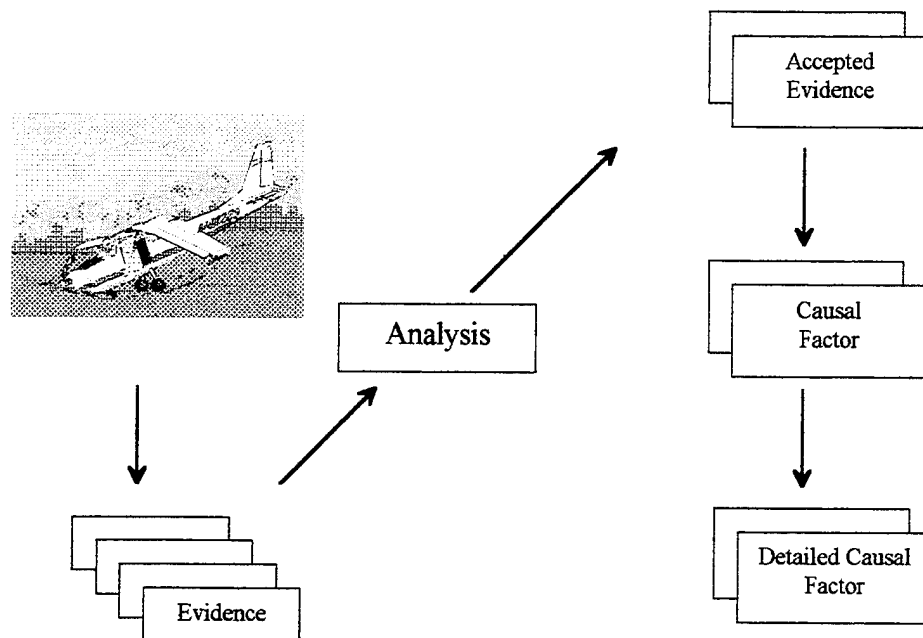 Accepted
Evidence
Analysis
Causal
Factor
Detailed Causal
Factor
Evidence